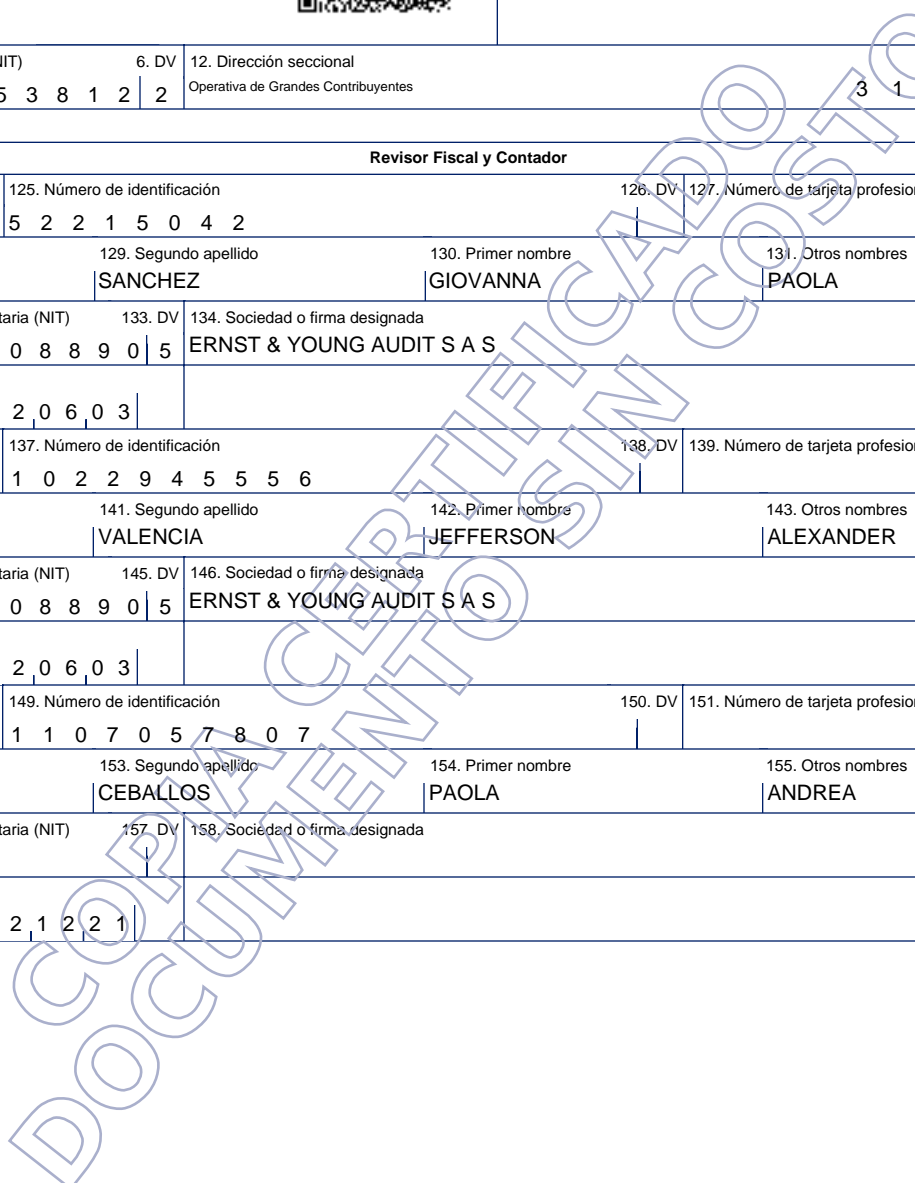 NIT) 6. DV 12. Dirección seccional
5 3 8 1 2 2 Operativa de Grandes Contribuyentes 3 1
Revisor Fiscal y Contador
125. Número de identificación 126. DV 127. Número de tarjeta profesion
5 2 2 1 5 0 4 2
129. Segundo apellido 130. Primer nombre 131. Otros nombres
SANCHEZ GIOVANNA PAOLA
taria (NIT) 133. DV 134. Sociedad o firma designada
0 8 8 9 0 5 ERNST & YOUNG AUDIT S A S
2 0 6 0 3
137. Número de identificación 138. DV 139. Número de tarjeta profesion
1 0 2 2 9 4 5 5 5 6
141. Segundo apellido 142. Primer nombre 143. Otros nombres
VALENCIA JEFFERSON ALEXANDER
taria (NIT) 145. DV 146. Sociedad o firma designada
0 8 8 9 0 5 ERNST & YOUNG AUDIT S A S
2 0 6 0 3
149. Número de identificación 150. DV 151. Número de tarjeta profesion
1 1 0 7 0 5 7 8 0 7
153. Segundo apellido 154. Primer nombre 155. Otros nombres
CEBALLOS PAOLA ANDREA
taria (NIT) 157. DV 158. Sociedad o firma designada
2 1 2 2 1
COPIA CERTIFICADO
DOCUMENTO SIN COSTO